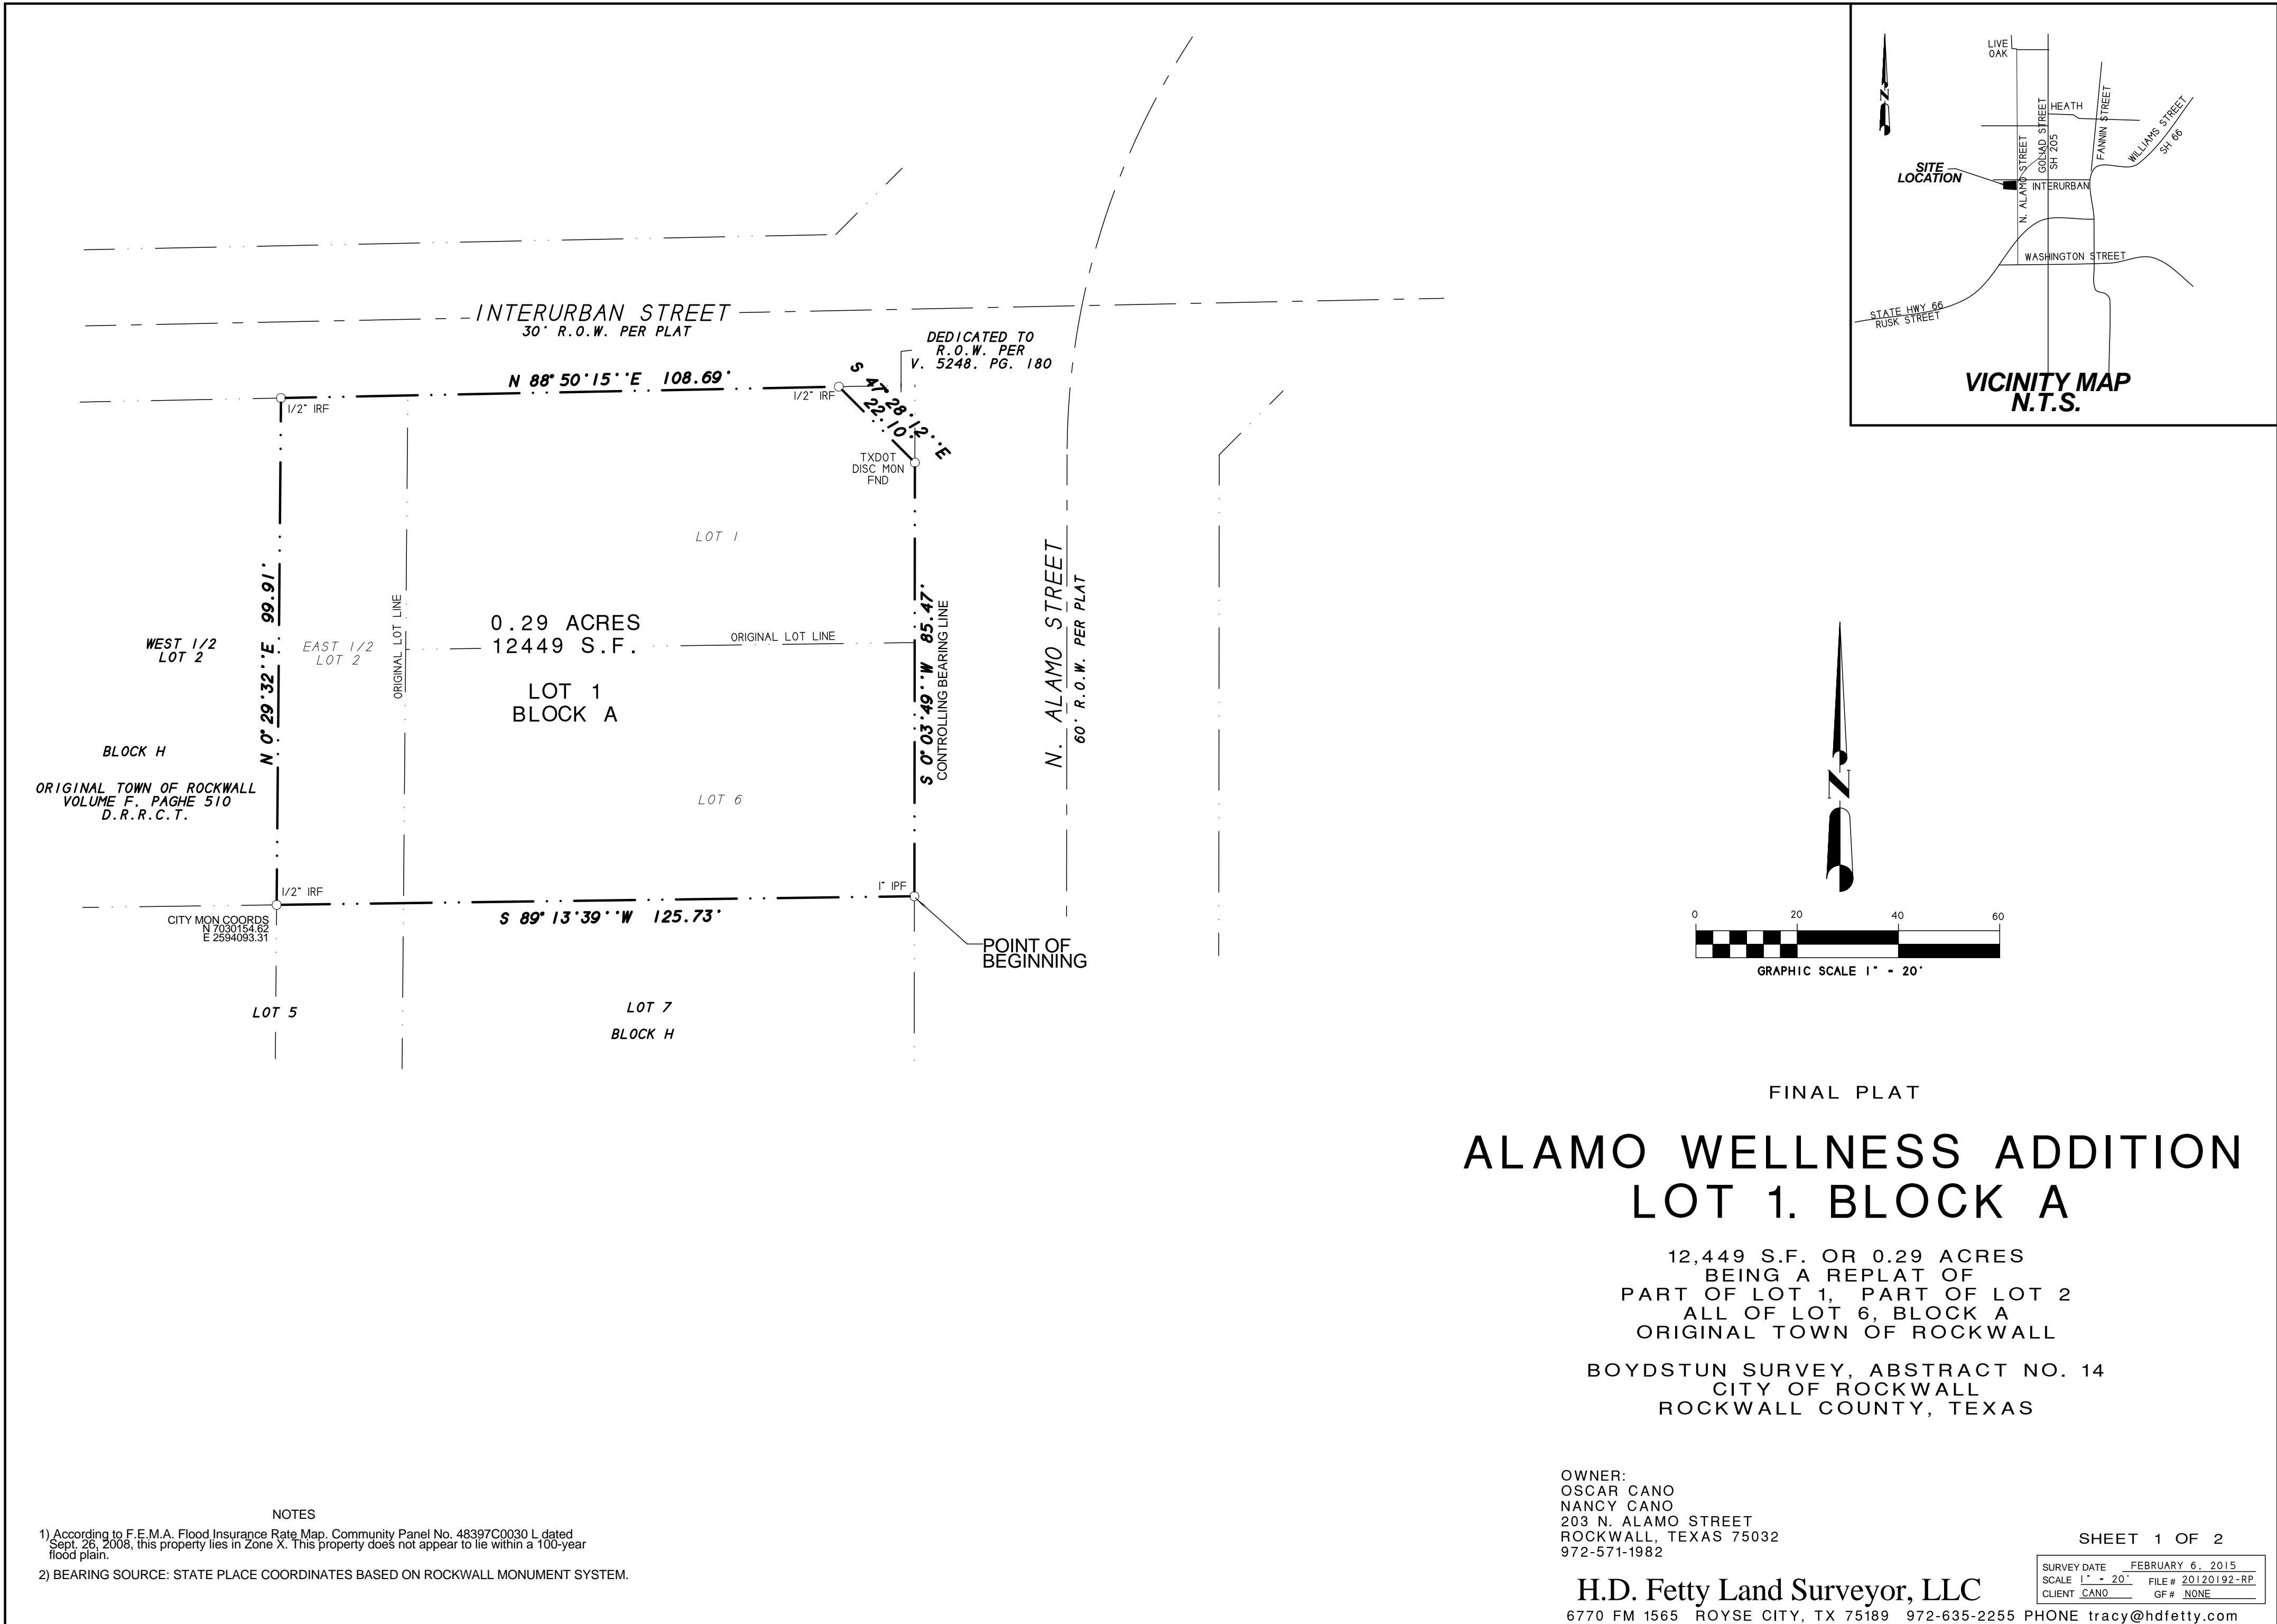 LIVE
OAK
HEATH
N. ALAMO STREET
GOLIAD STREET
SH 205
FANNIN STREET
WILLIAMS STREET
SH 66
SITE
LOCATION
INTERURBAN
WASHINGTON STREET
STATE HWY 66
RUSK STREET
N
VICINITY MAP
N.T.S.
INTERURBAN STREET
30' R.O.W. PER PLAT
DEDICATED TO
R.O.W. PER
V. 5248. PG. 180
N 88° 50'15''E 108.69'
S 47° 28'12''E
22.10'
1/2" IRF
1/2" IRF
TXDOT
DISC MON
FND
LOT 1
N 0° 29'32''E 99.91'
WEST 1/2
LOT 2
EAST 1/2
LOT 2
ORIGINAL LOT LINE
0.29 ACRES
12449 S.F.
ORIGINAL LOT LINE
LOT 1
BLOCK A
S 0° 03'49''W 85.47'
CONTROLLING BEARING LINE
N. ALAMO STREET
60' R.O.W. PER PLAT
BLOCK H
ORIGINAL TOWN OF ROCKWALL
VOLUME F. PAGHE 510
D.R.R.C.T.
LOT 6
1/2" IRF
1" IPF
CITY MON COORDS
N 7030154.62
E 2594093.31
S 89° 13'39''W 125.73'
POINT OF
BEGINNING
LOT 5
LOT 7
BLOCK H
N
0 20 40 60
GRAPHIC SCALE 1" = 20'
FINAL PLAT
ALAMO WELLNESS ADDITION
LOT 1. BLOCK A
12,449 S.F. OR 0.29 ACRES
BEING A REPLAT OF
PART OF LOT 1, PART OF LOT 2
ALL OF LOT 6, BLOCK A
ORIGINAL TOWN OF ROCKWALL
BOYDSTUN SURVEY, ABSTRACT NO. 14
CITY OF ROCKWALL
ROCKWALL COUNTY, TEXAS
OWNER:
OSCAR CANO
NANCY CANO
203 N. ALAMO STREET
ROCKWALL, TEXAS 75032
972-571-1982
SHEET 1 OF 2
SURVEY DATE FEBRUARY 6. 2015
SCALE 1" = 20' FILE # 20120192-RP
CLIENT CANO GF # NONE
H.D. Fetty Land Surveyor, LLC
6770 FM 1565 ROYSE CITY, TX 75189 972-635-2255 PHONE tracy@hdfetty.com
NOTES
1) According to F.E.M.A. Flood Insurance Rate Map. Community Panel No. 48397C0030 L dated
Sept. 26, 2008, this property lies in Zone X. This property does not appear to lie within a 100-year
flood plain.
2) BEARING SOURCE: STATE PLACE COORDINATES BASED ON ROCKWALL MONUMENT SYSTEM.